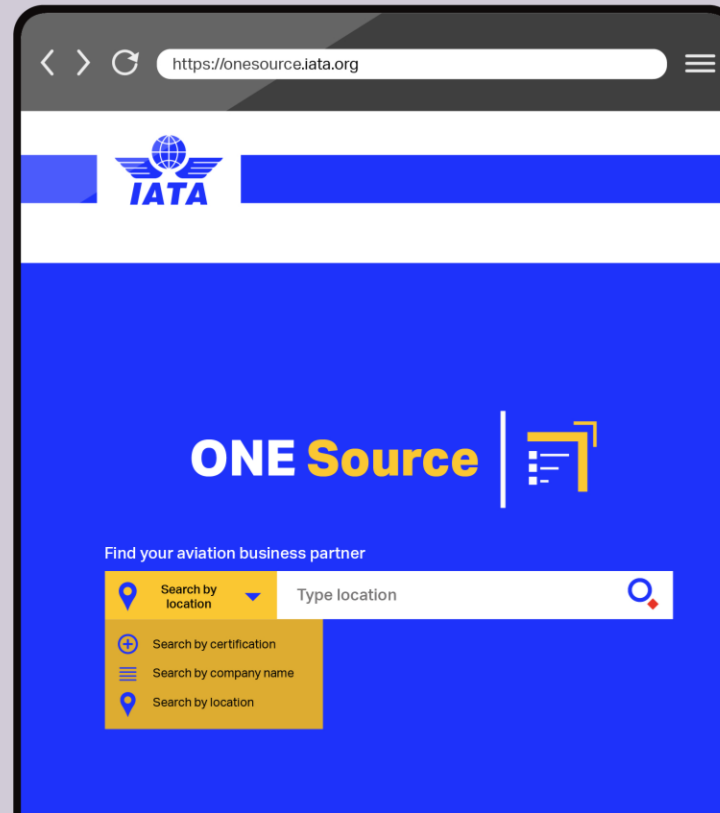 https://onesource.iata.org
IATA
ONE Source
Find your aviation business partner
Search by
location
Type location
Search by certification
Search by company name
Search by location